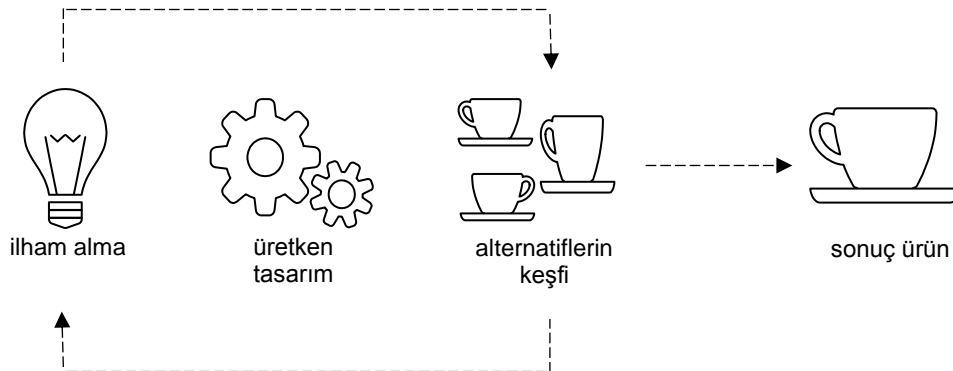 ilham alma
üretken
tasarım
alternatiflerin
keşfi
sonuç ürün